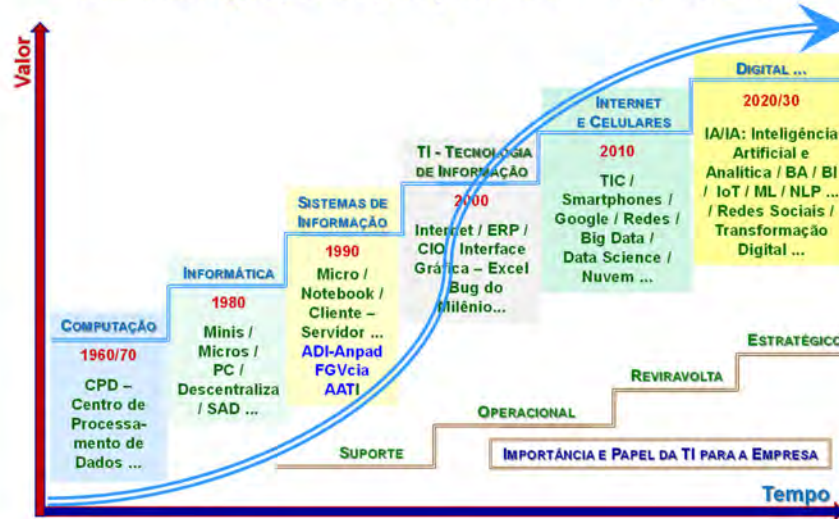 Valor
COMPUTAÇÃO
1960/70
CPD –
Centro de
Processa-
mento de
Dados ...
INFORMÁTICA
1980
Minis /
Micros /
PC /
Descentraliza
/ SAD ...
SISTEMAS DE
INFORMAÇÃO
1990
Micro /
Notebook /
Cliente –
Servidor ...
ADI-Anpad
FGVcia
AATI
TI - TECNOLOGIA
DE INFORMAÇÃO
2000
Internet / ERP /
CIO Interface
Gráfica – Excel
Bug do
Milênio...
INTERNET
E CELULARES
2010
TIC /
Smartphones /
Google / Redes /
Big Data /
Data Science /
Nuvem ...
DIGITAL ...
2020/30
IA/IA: Inteligência
Artificial e
Analítica / BA / BI
/ IoT / ML / NLP ...
/ Redes Sociais /
Transformação
Digital ...
SUPORTE
OPERACIONAL
REVIRAVOLTA
ESTRATÉGICO
IMPORTÂNCIA E PAPEL DA TI PARA A EMPRESA
Tempo